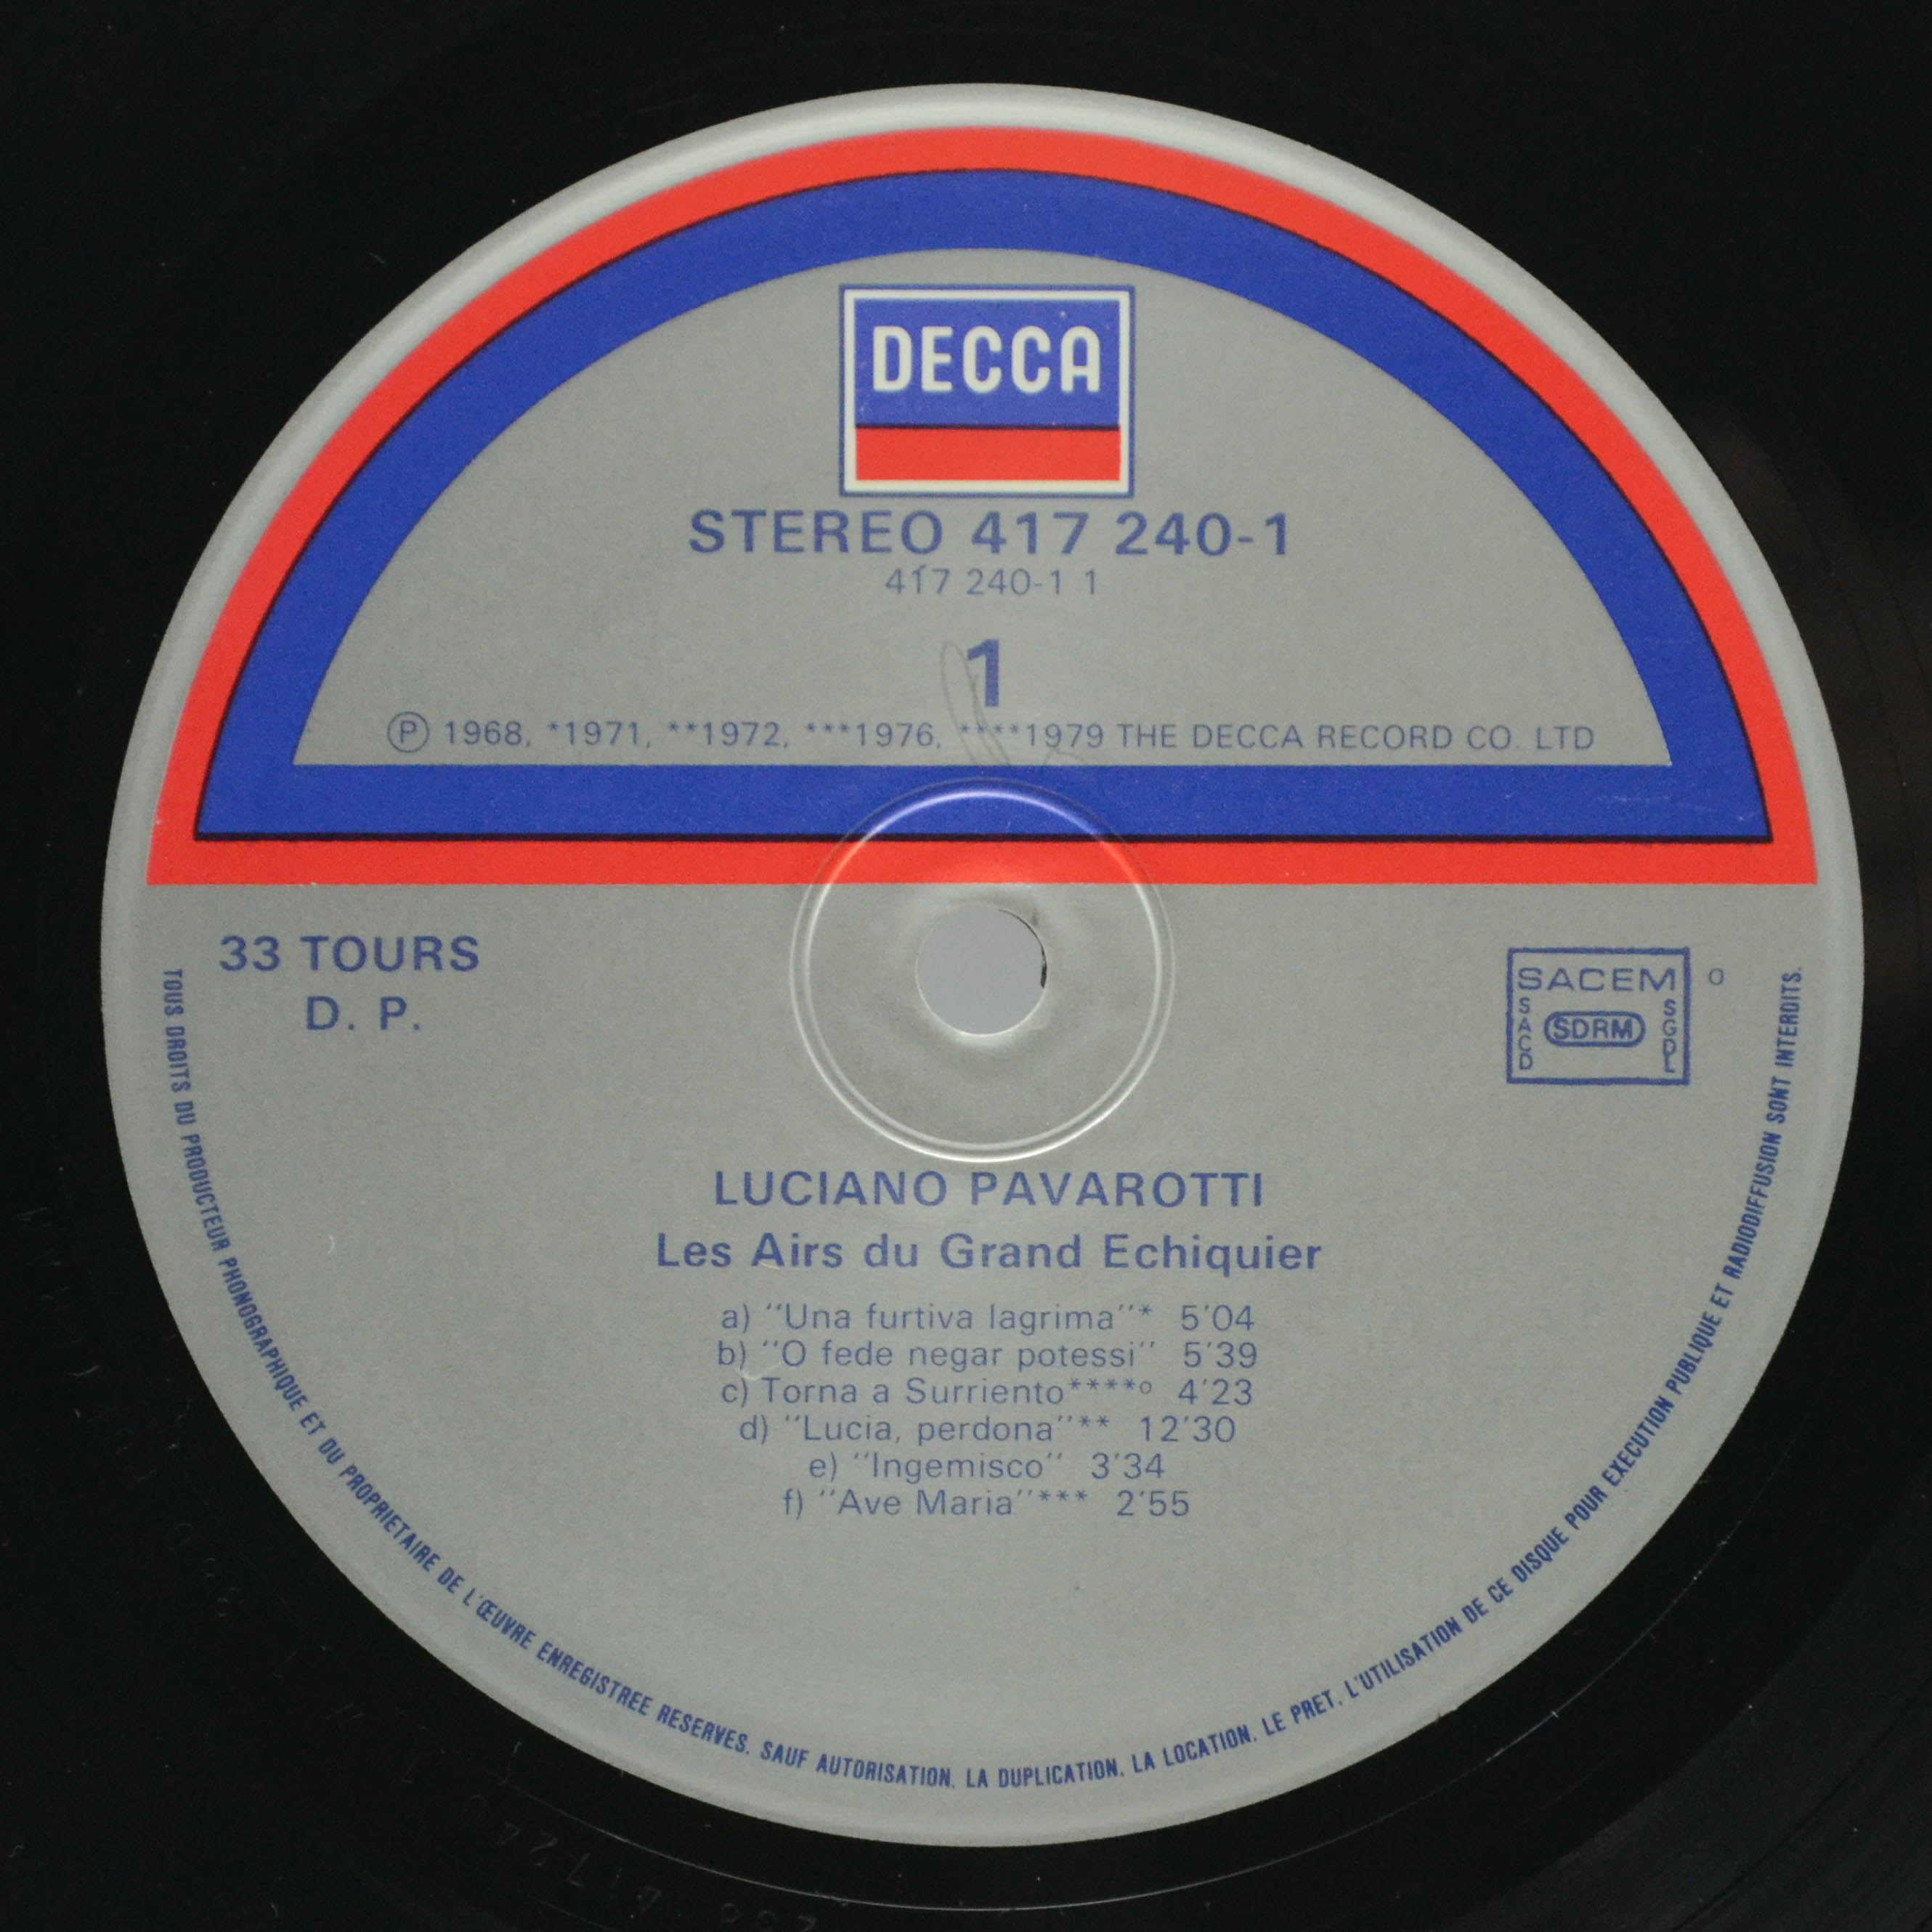 DECCA
STEREO 417 240-1
417 240-1 1
1
Ⓟ 1968, *1971, **1972, ***1976, ****1979 THE DECCA RECORD CO. LTD
33 TOURS
D. P.
SACEM o
SACD SDRM SGDL
LUCIANO PAVAROTTI
Les Airs du Grand Echiquier
a) "Una furtiva lagrima"* 5'04
b) "O fede negar potessi" 5'39
c) Torna a Surriento****o 4'23
d) "Lucia, perdona"** 12'30
e) "Ingemisco" 3'34
f) "Ave Maria"*** 2'55
TOUS DROITS DU PRODUCTEUR PHONOGRAPHIQUE ET DU PROPRIETAIRE DE L'ŒUVRE ENREGISTREE RESERVES. SAUF AUTORISATION, LA DUPLICATION, LA LOCATION, LE PRET, L'UTILISATION DE CE DISQUE POUR EXECUTION PUBLIQUE ET RADIODIFFUSION SONT INTERDITS.